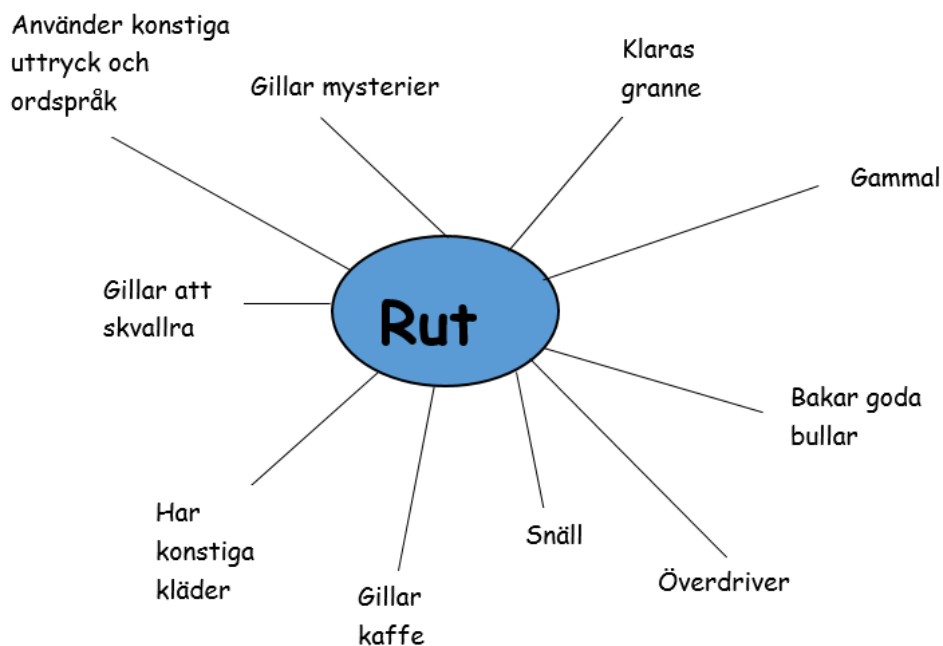 Använder konstiga
uttryck och
ordspråk
Gillar mysterier
Klaras
granne
Gammal
Gillar att
skvallra
Rut
Bakar goda
bullar
Har
konstiga
kläder
Gillar
kaffe
Snäll
Överdriver